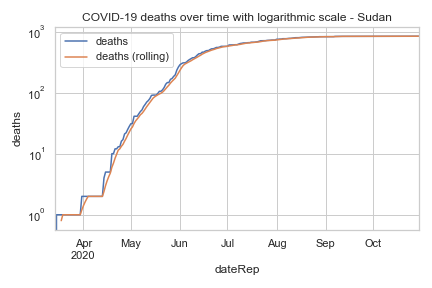 COVID-19 deaths over time with logarithmic scale - Sudan
deaths
deaths (rolling)
10³
10²
10¹
10⁰
deaths
Apr
2020
May
Jun
Jul
Aug
Sep
Oct
dateRep